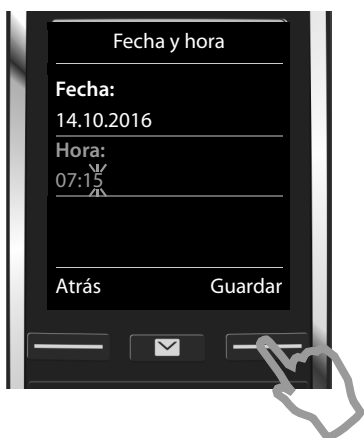 Fecha y hora
Fecha:
14.10.2016
Hora:
07:15
Atrás Guardar